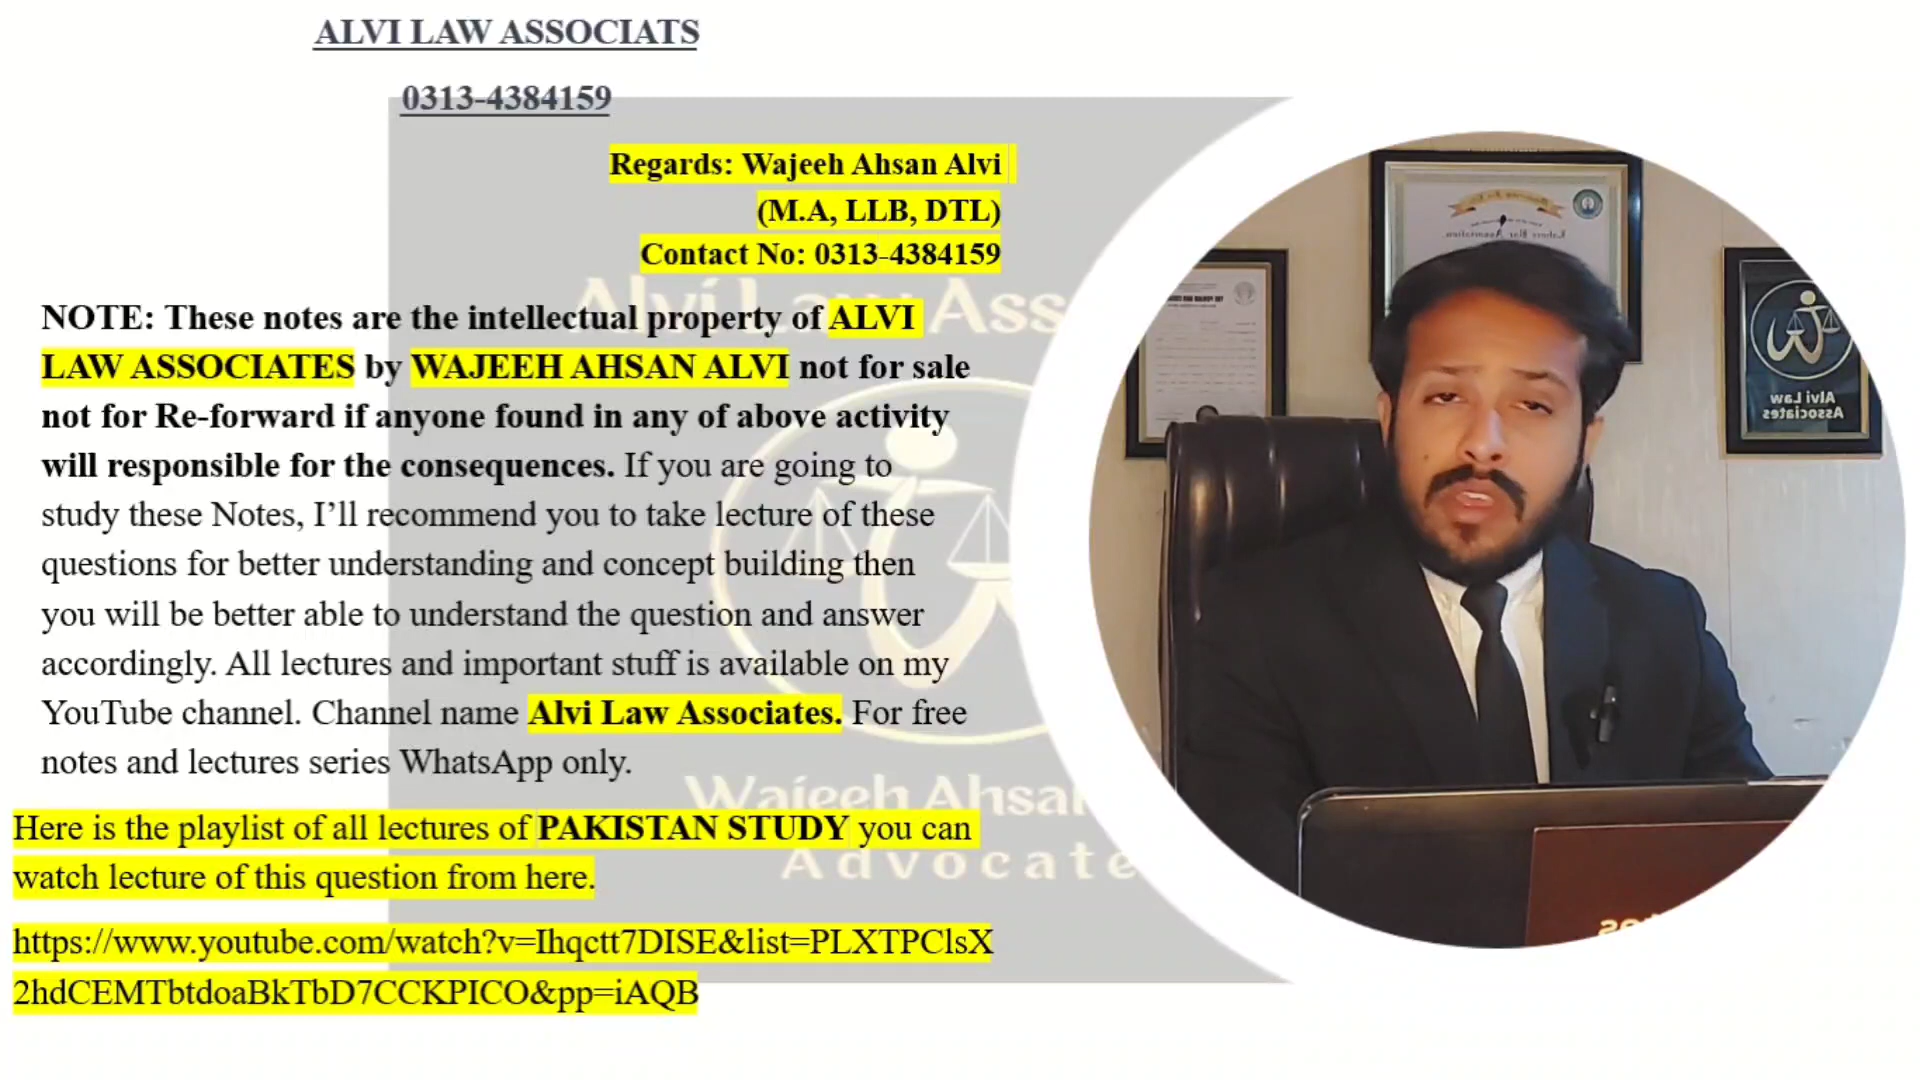 ALVI LAW ASSOCIATS
0313-4384159
Regards: Wajeeh Ahsan Alvi
(M.A, LLB, DTL)
Contact No: 0313-4384159
NOTE: These notes are the intellectual property of ALVI
LAW ASSOCIATES by WAJEEH AHSAN ALVI not for sale
not for Re-forward if anyone found in any of above activity
will responsible for the consequences. If you are going to
study these Notes, I’ll recommend you to take lecture of these
questions for better understanding and concept building then
you will be better able to understand the question and answer
accordingly. All lectures and important stuff is available on my
YouTube channel. Channel name Alvi Law Associates. For free
notes and lectures series WhatsApp only.
Here is the playlist of all lectures of PAKISTAN STUDY you can
watch lecture of this question from here.
https://www.youtube.com/watch?v=Ihqctt7DISE&list=PLXTPClsX
2hdCEMTbtdoaBkTbD7CCKPICO&pp=iAQB
Alvi Law Ass
Wajeeh Ahsa
Advocate
Lahore Bar Association
Alvi Law
Associates